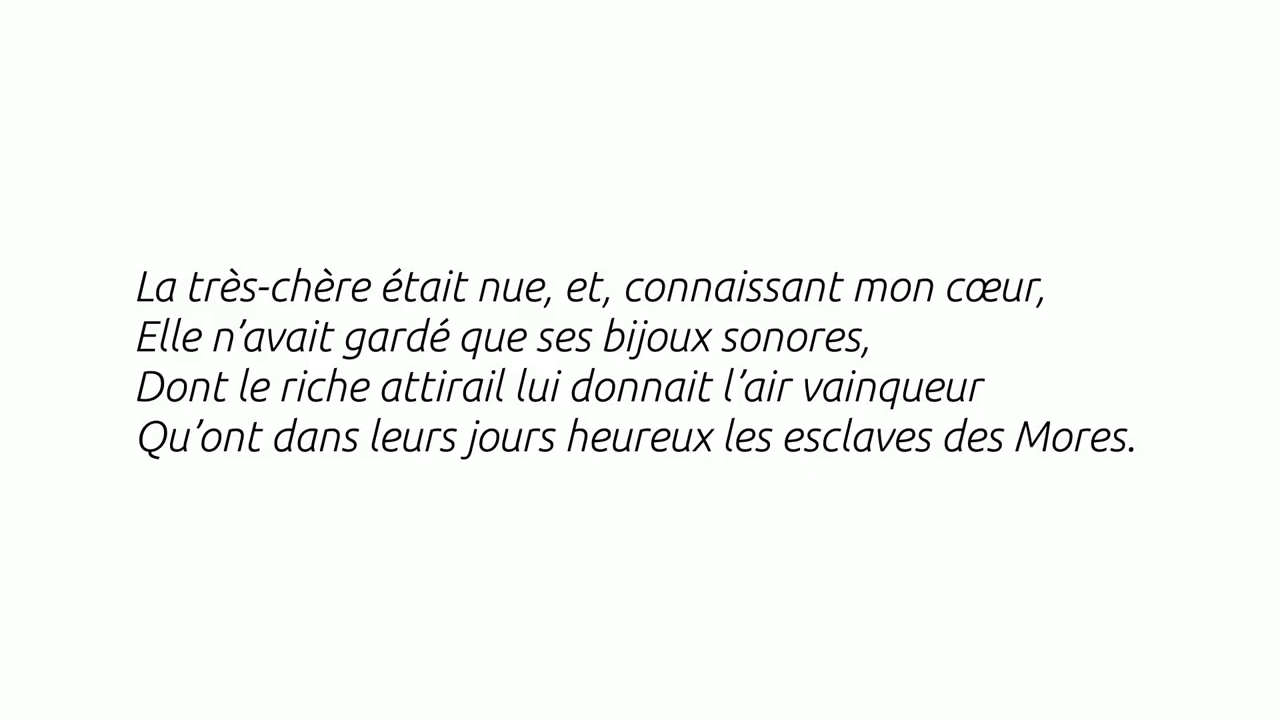 La très-chère était nue, et, connaissant mon cœur,
Elle n’avait gardé que ses bijoux sonores,
Dont le riche attirail lui donnait l’air vainqueur
Qu’ont dans leurs jours heureux les esclaves des Mores.